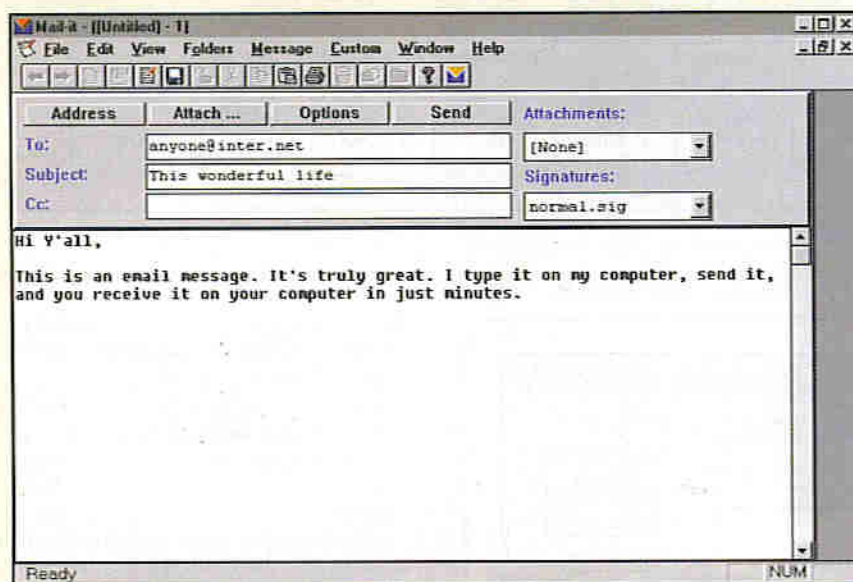 Mail-it - [[Untitled] - 1]
File Edit View Folders Message Custom Window Help
Address Attach ... Options Send Attachments:
To: anyone@inter.net [None]
Subject: This wonderful life Signatures:
Cc: normal.sig
Hi Y'all,
This is an email message. It's truly great. I type it on my computer, send it,
and you receive it on your computer in just minutes.
Ready NUM